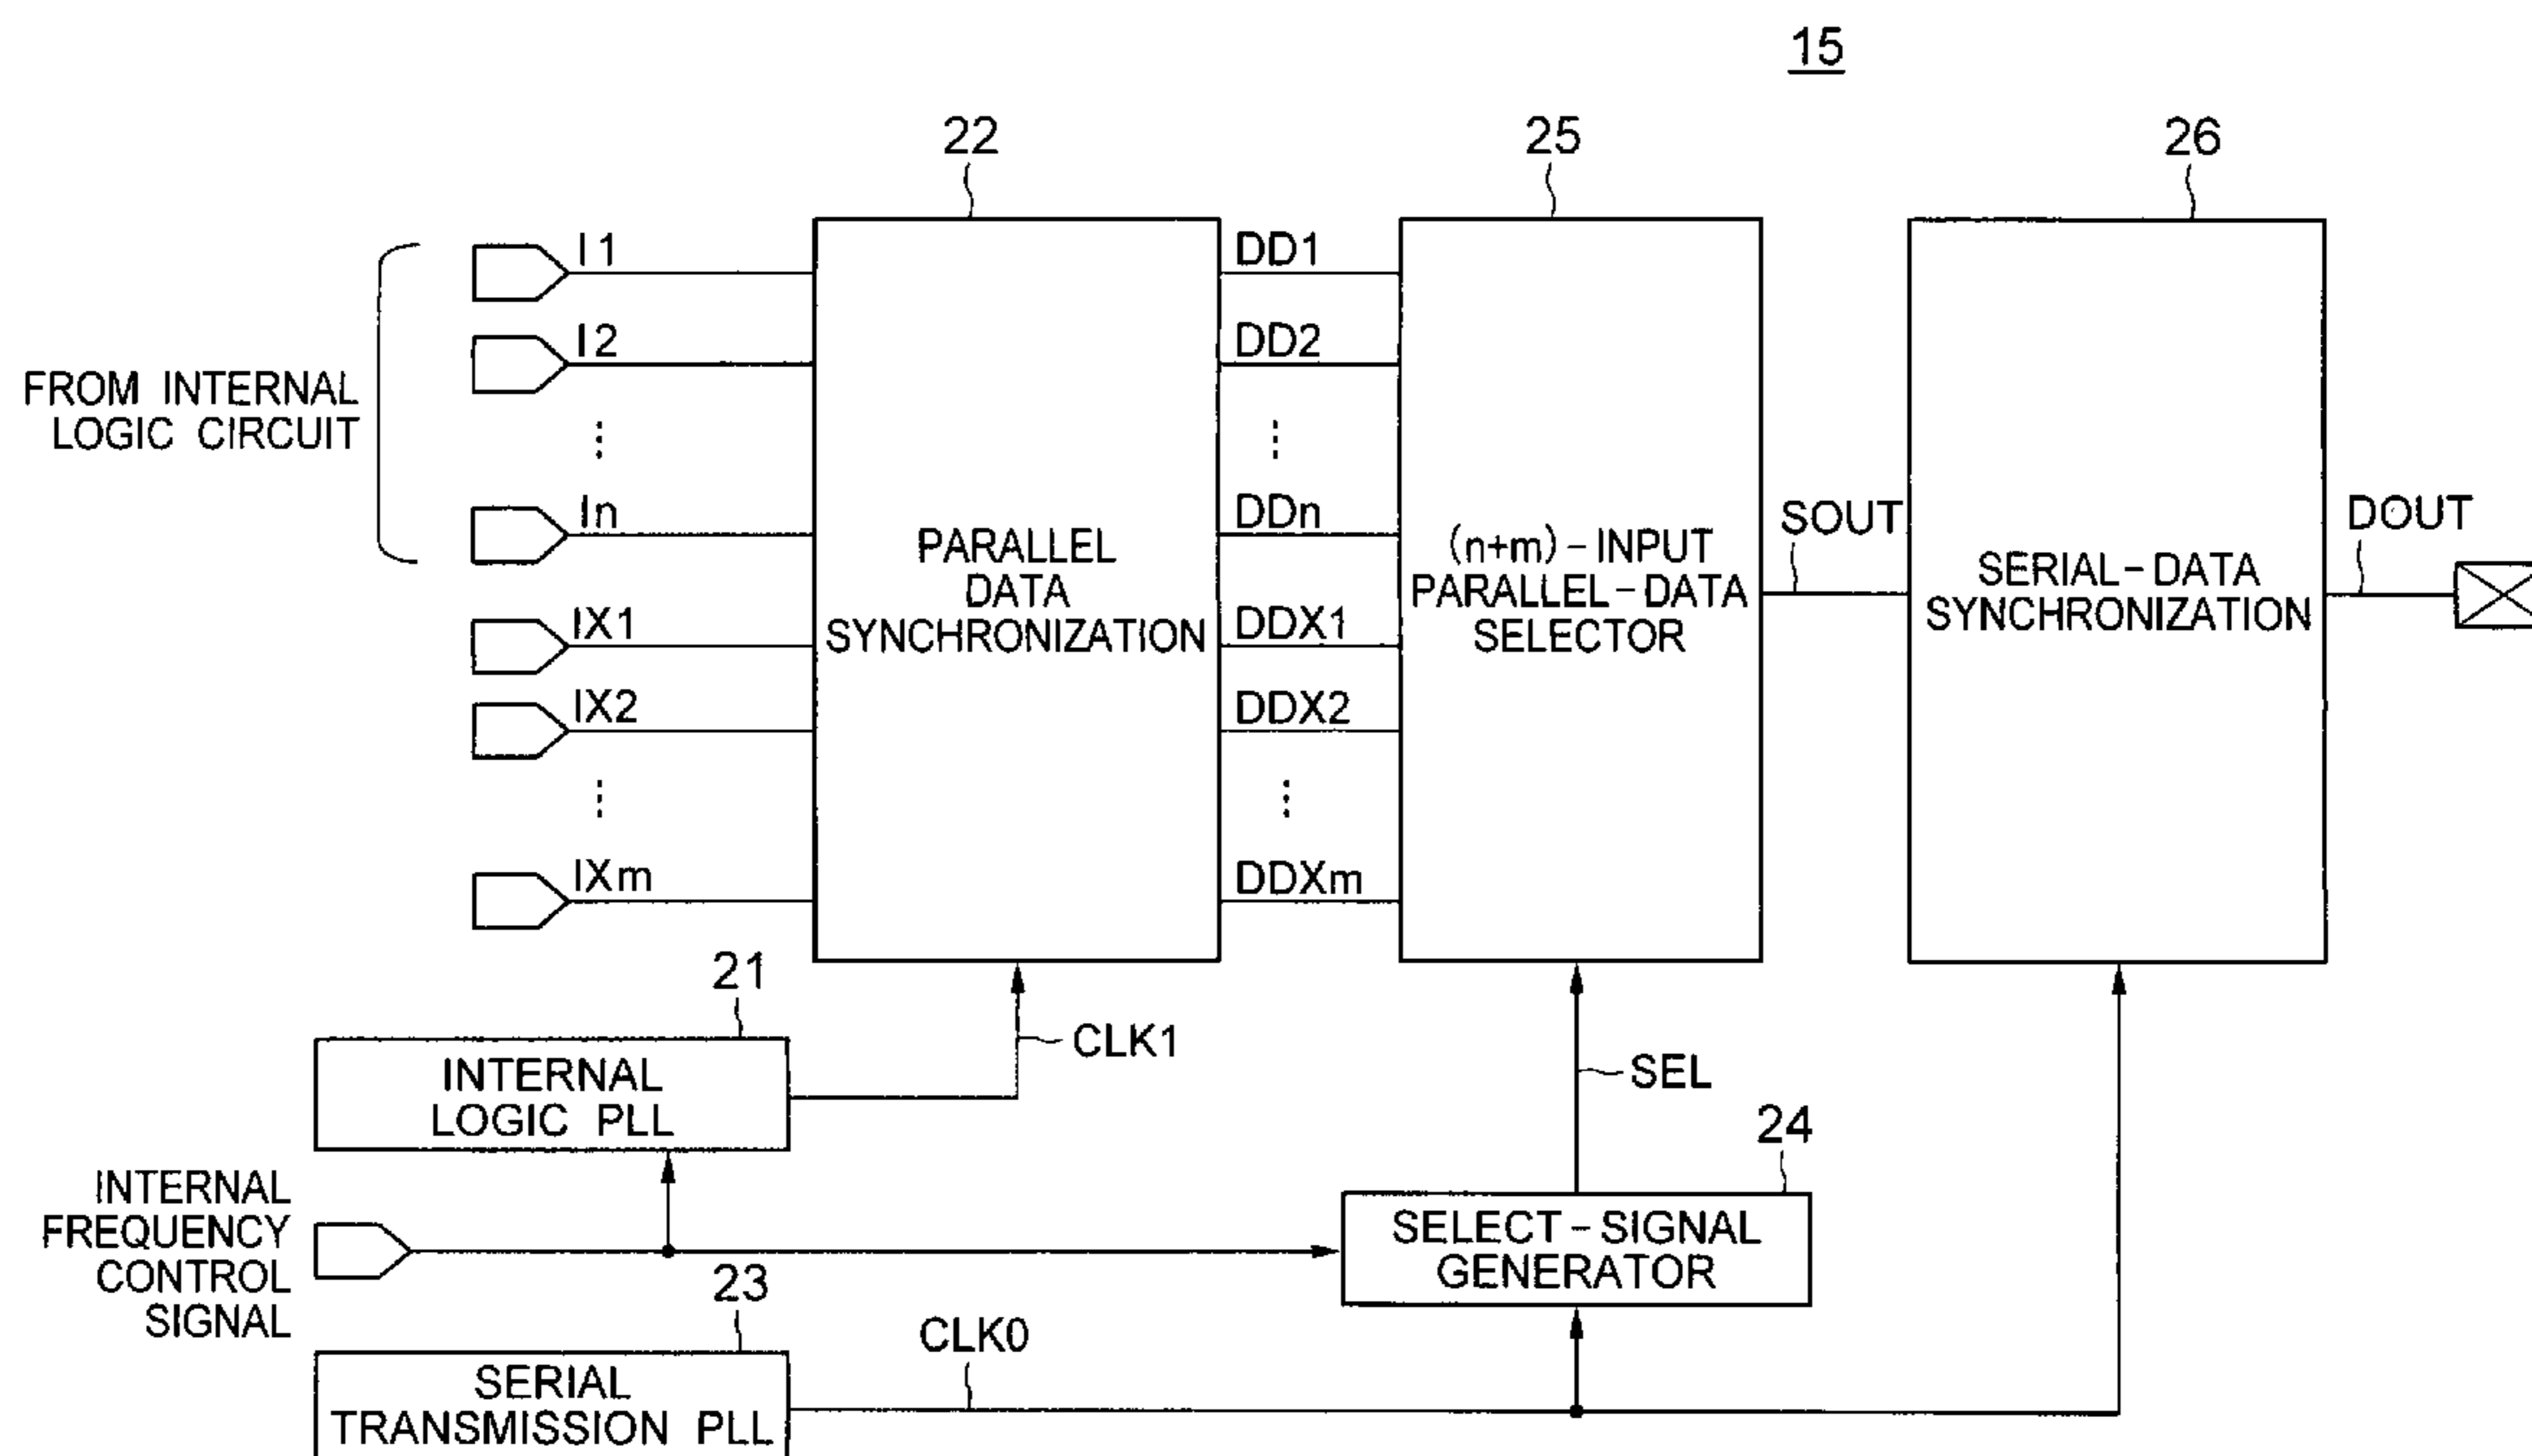 15
22
25
26
I1
DD1
I2
DD2
FROM INTERNAL
LOGIC CIRCUIT
⋮
⋮
In
DDn
PARALLEL
DATA
SYNCHRONIZATION
(n+m)-INPUT
PARALLEL-DATA
SELECTOR
SOUT
SERIAL-DATA
SYNCHRONIZATION
DOUT
IX1
DDX1
IX2
DDX2
⋮
⋮
IXm
DDXm
21
INTERNAL
LOGIC PLL
CLK1
SEL
24
INTERNAL
FREQUENCY
CONTROL
SIGNAL
SELECT-SIGNAL
GENERATOR
23
SERIAL
TRANSMISSION PLL
CLK0